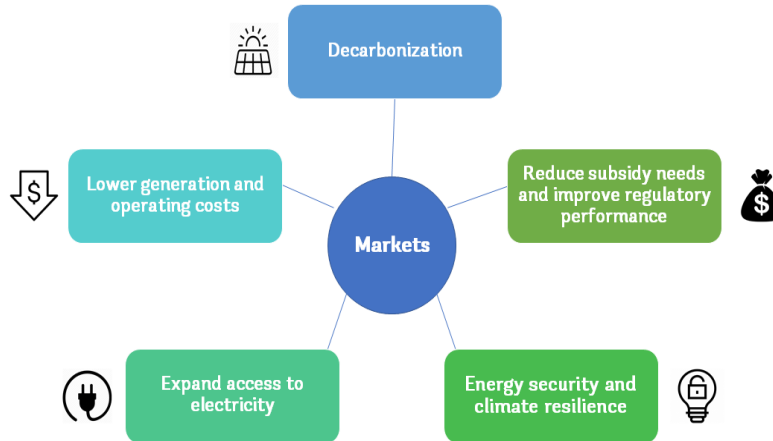 Decarbonization
Lower generation and
operating costs
Reduce subsidy needs
and improve regulatory
performance
$
$
Markets
Expand access to
electricity
Energy security and
climate resilience